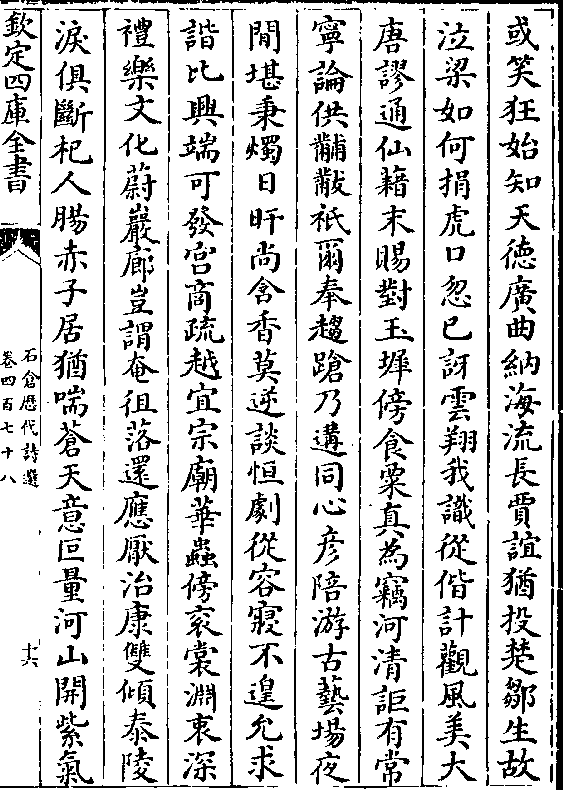 或笑狂始知天德廣曲納海流長賈誼猶投楚鄒生故
泣梁如何捐虎口忽已訝雲翔我識從偕計觀風美大
唐謬通仙藉末賜對玉墀傍食粟真為竊河清詎有常
寧論供黼黻祇爾奉趨蹌乃遘同心彥陪游古藝場夜
閒堪秉燭日旰尚含香莫逆談恒劇從容寢不遑允求
諧比興端可發宫商疏越宜宗廟華蟲傍衮裳淵衷深
禮樂文化蔚巖廊豈謂奄徂落還應厭治康雙傾泰陵
淚俱斷杞人腸赤子居猶喘蒼天意叵量河山開紫氣
欽定四庫全書
石倉歷代詩選
卷四百七十八
十六